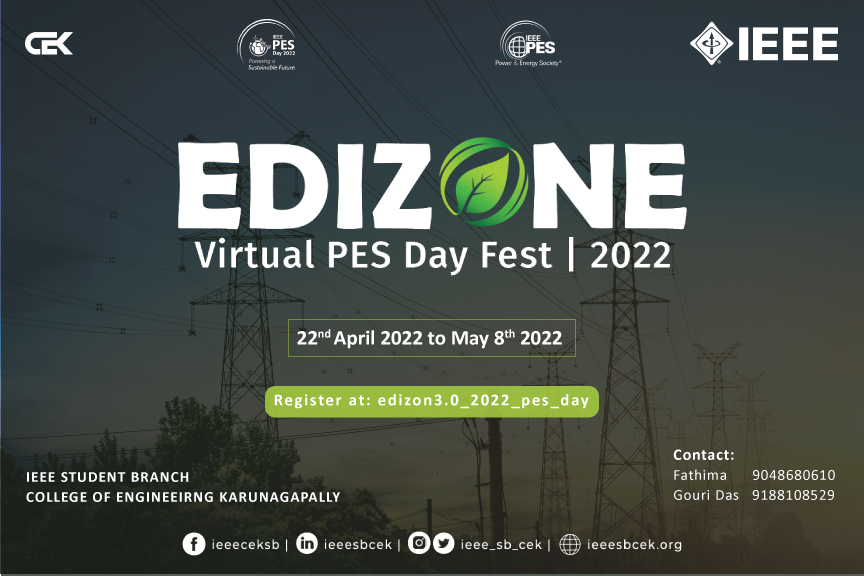 CEK
IEEE
PES
Day 2022
Powering a
Sustainable Future.
IEEE
PES
Power & Energy Society®
IEEE
EDIZONE
Virtual PES Day Fest | 2022
22nd April 2022 to May 8th 2022
Register at: edizon3.0_2022_pes_day
Contact:
Fathima 9048680610
Gouri Das 9188108529
IEEE STUDENT BRANCH
COLLEGE OF ENGINEEIRNG KARUNAGAPALLY
ieeeceksb | ieeesbcek | ieee_sb_cek | ieeesbcek.org